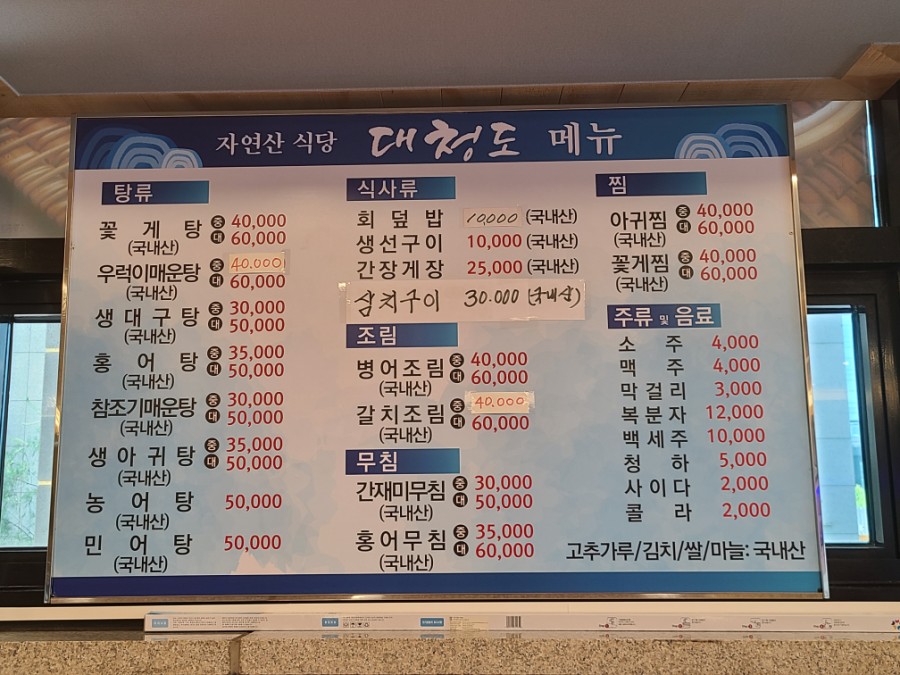 자연산 식당 대청도 메뉴
탕류
꽃게탕 중 40,000
(국내산) 대 60,000
우럭이매운탕 중 40.000
(국내산) 대 60,000
생대구탕 중 30,000
(국내산) 대 50,000
홍어탕 중 35,000
(국내산) 대 50,000
참조기매운탕 중 30,000
(국내산) 대 50,000
생아귀탕 중 35,000
(국내산) 대 50,000
농어탕 50,000
(국내산)
민어탕 50,000
(국내산)
식사류
회덮밥 10,000 (국내산)
생선구이 10,000 (국내산)
간장게장 25,000 (국내산)
삼치구이 30.000 (국내산)
조림
병어조림 중 40,000
(국내산) 대 60,000
갈치조림 중 40.000
(국내산) 대 60,000
무침
간재미무침 중 30,000
(국내산) 대 50,000
홍어무침 중 35,000
(국내산) 대 60,000
찜
아귀찜 중 40,000
(국내산) 대 60,000
꽃게찜 중 40,000
(국내산) 대 60,000
주류 및 음료
소주 4,000
맥주 4,000
막걸리 3,000
복분자 12,000
백세주 10,000
청하 5,000
사이다 2,000
콜라 2,000
고추가루/김치/쌀/마늘: 국내산